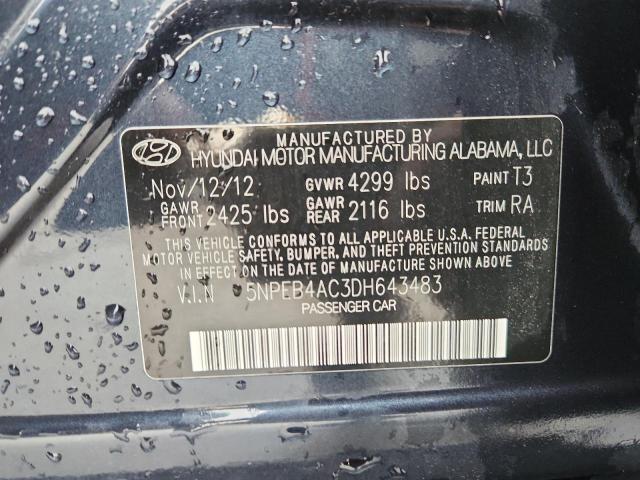 MANUFACTURED BY
HYUNDAI MOTOR MANUFACTURING ALABAMA, LLC
Nov/12/12 GVWR 4299 lbs PAINT T3
GAWR FRONT 2425 lbs GAWR REAR 2116 lbs TRIM RA
THIS VEHICLE CONFORMS TO ALL APPLICABLE U.S.A. FEDERAL
MOTOR VEHICLE SAFETY, BUMPER, AND THEFT PREVENTION STANDARDS
IN EFFECT ON THE DATE OF MANUFACTURE SHOWN ABOVE.
V.I.N 5NPEB4AC3DH643483
PASSENGER CAR